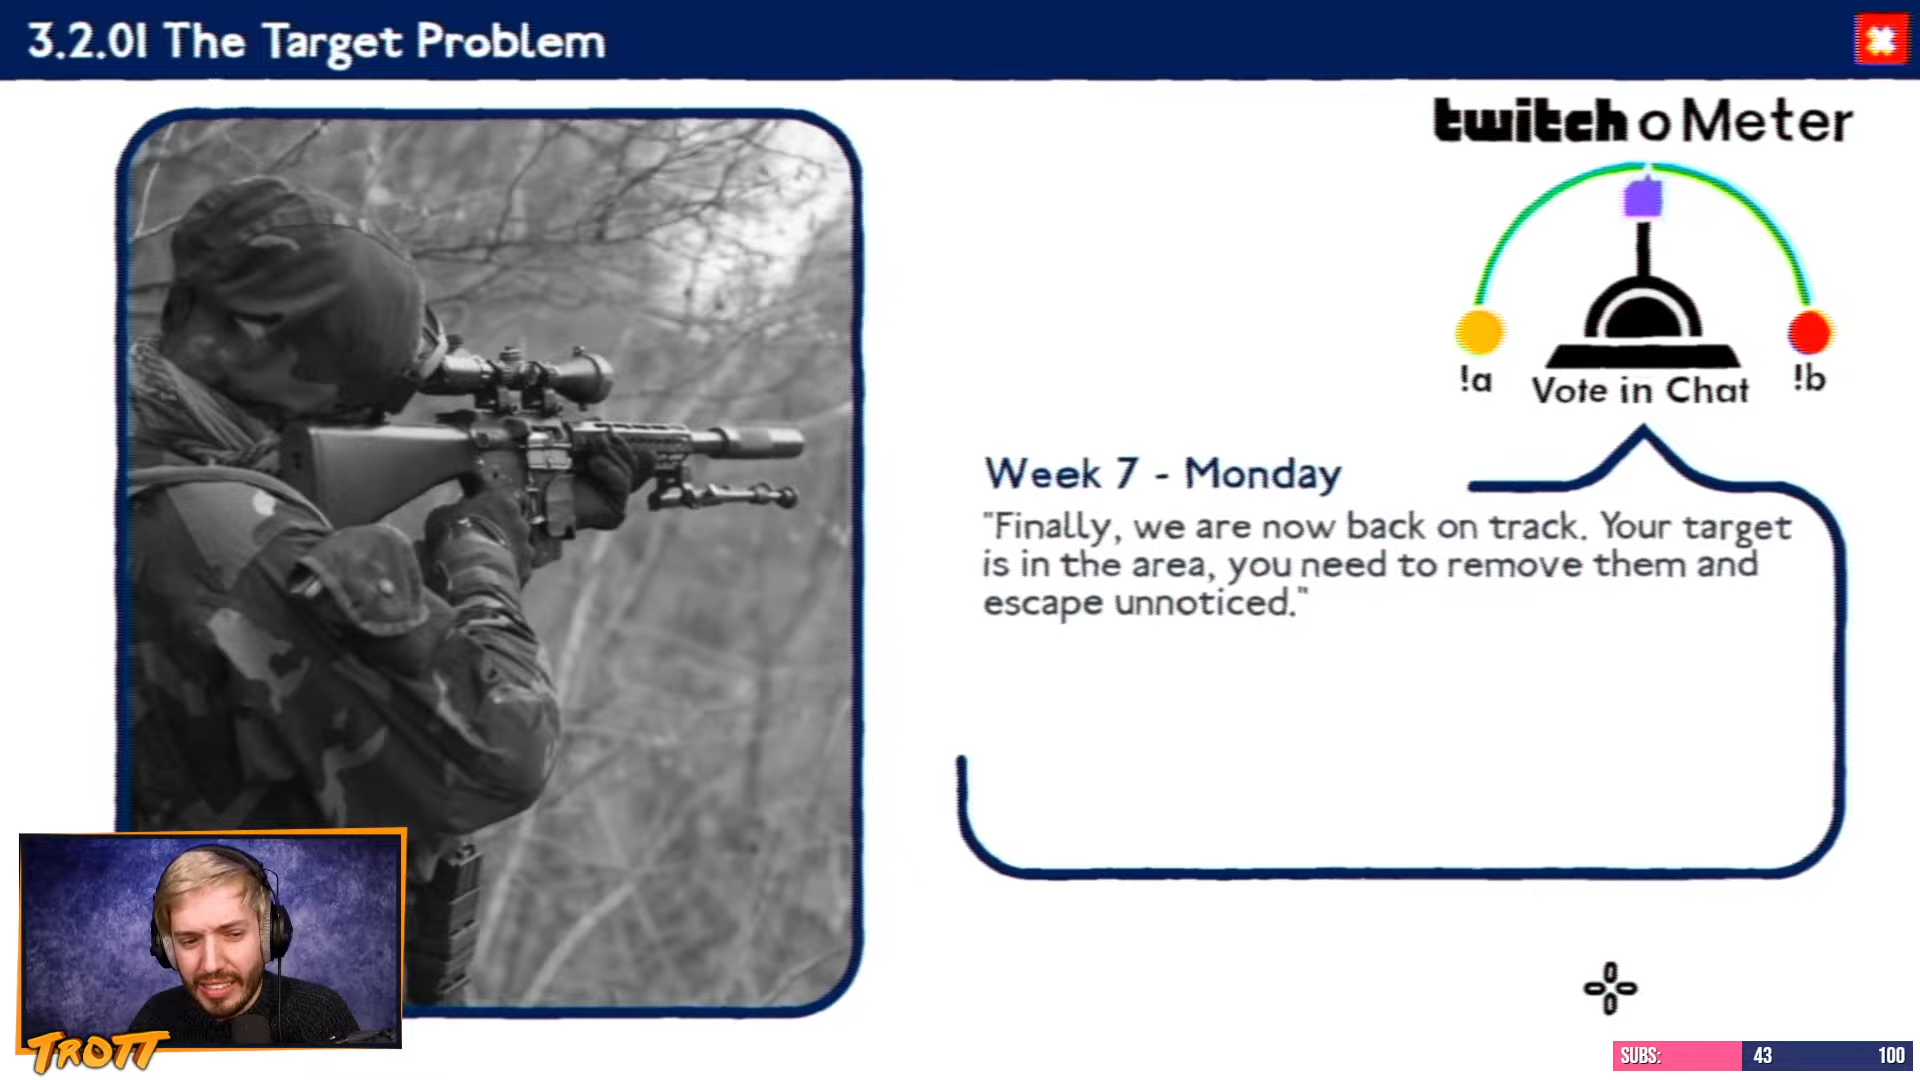 3.2.01 The Target Problem
twitch o Meter
!a
Vote in Chat
!b
Week 7 - Monday
"Finally, we are now back on track. Your target
is in the area, you need to remove them and
escape unnoticed."
TROTT
SUBS:
43
100